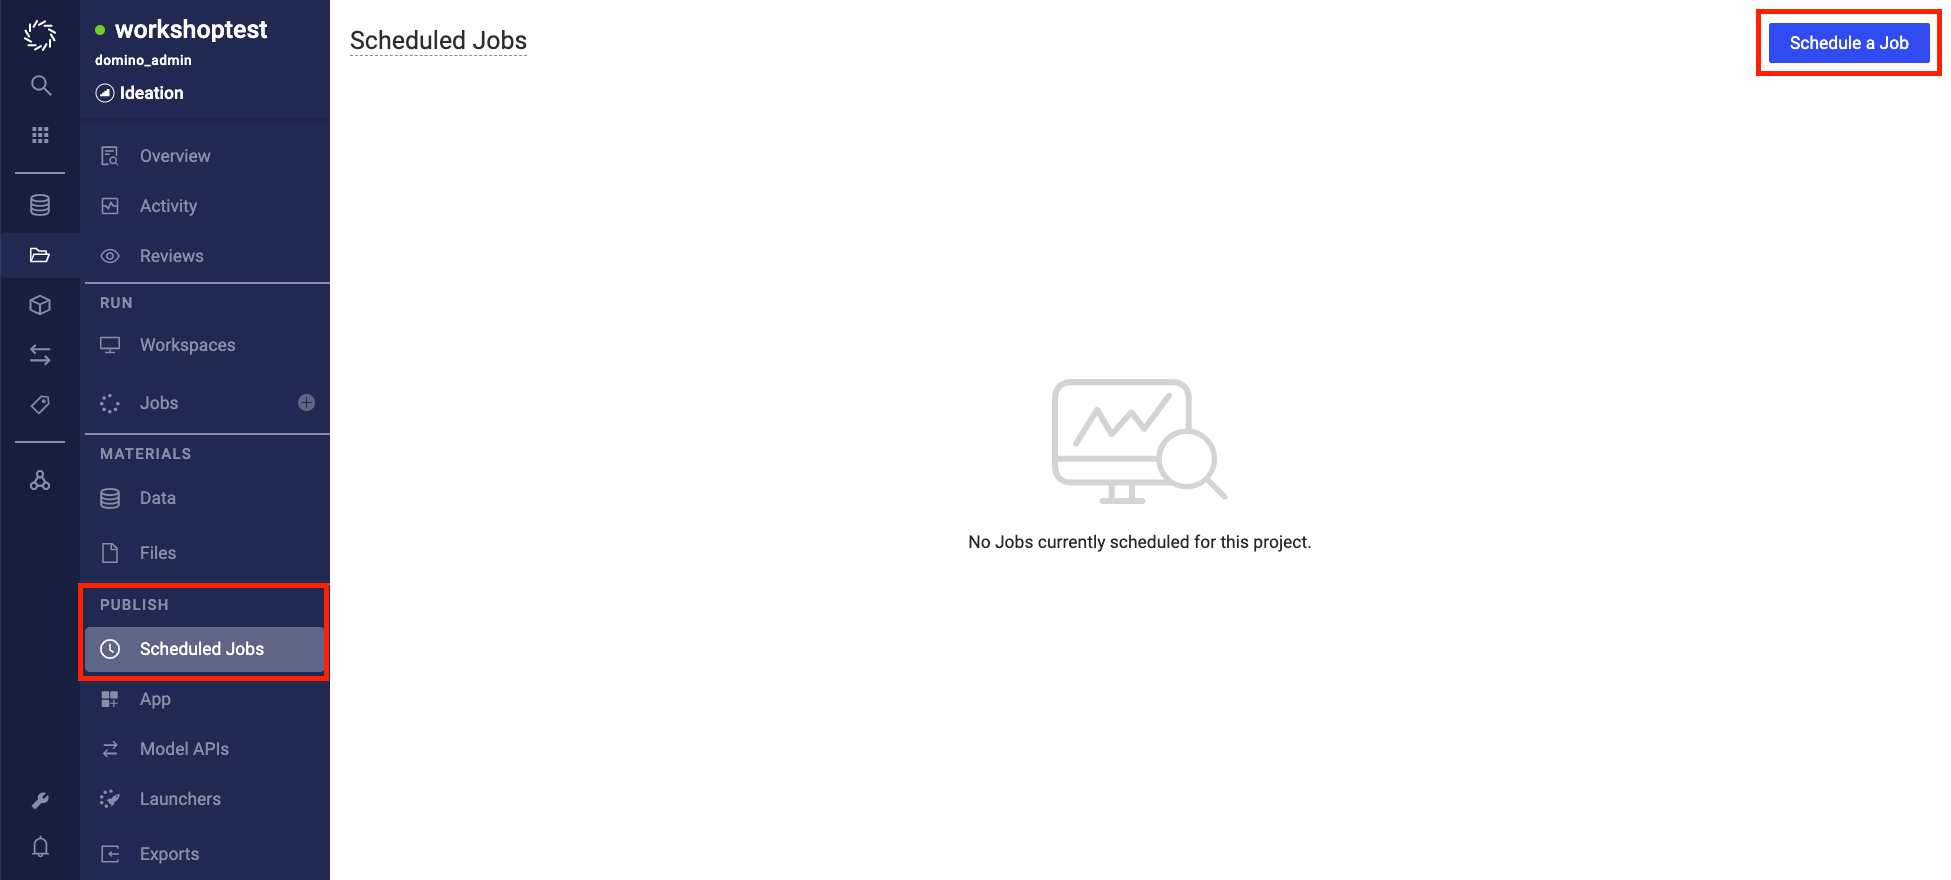 workshoptest
domino_admin
Ideation
Overview
Activity
Reviews
RUN
Workspaces
Jobs
MATERIALS
Data
Files
PUBLISH
Scheduled Jobs
App
Model APIs
Launchers
Exports
Scheduled Jobs
Schedule a Job
No Jobs currently scheduled for this project.